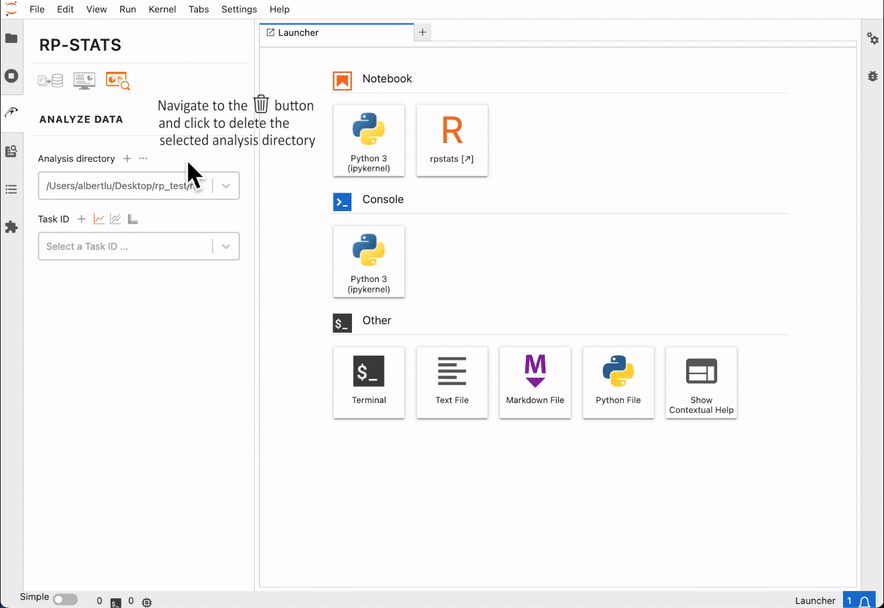 File Edit View Run Kernel Tabs Settings Help
RP-STATS
ANALYZE DATA
Analysis directory + ...
/Users/albertlu/Desktop/rp_test/
Task ID +
Select a Task ID ...
Navigate to the button
and click to delete the
selected analysis directory
Launcher +
Notebook
Python 3
(ipykernel)
rpstats [↗]
Console
Python 3
(ipykernel)
Other
$_
Terminal
Text File
M
Markdown File
Python File
Show
Contextual Help
Simple 0 $_ 0
Launcher 1